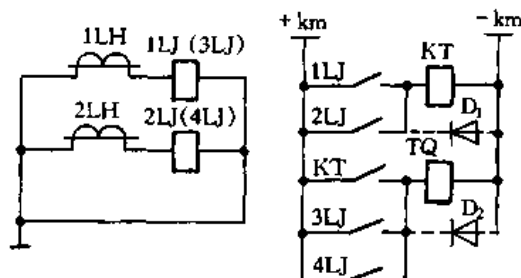 1LH
1LJ (3LJ)
2LH
2LJ(4LJ)
+km
-km
KT
1LJ
2LJ
D₁
TQ
KT
D₂
3LJ
4LJ